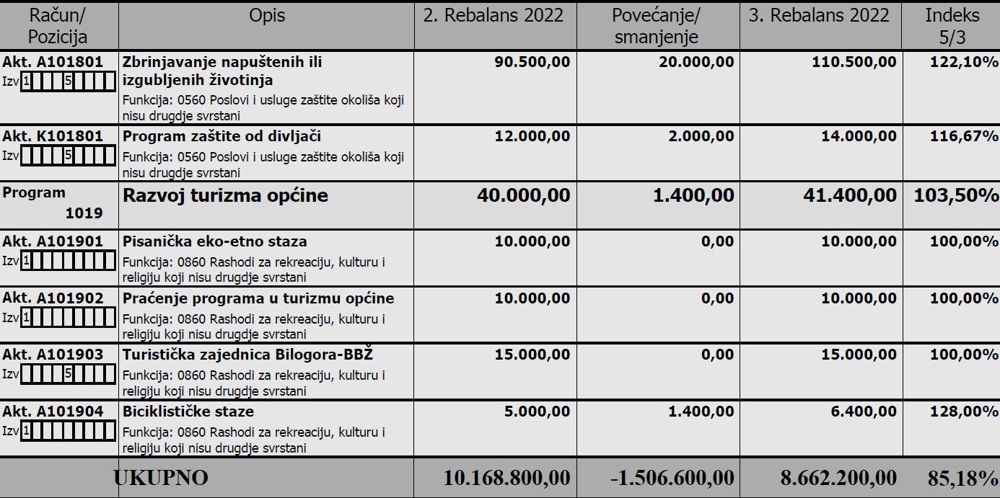 Račun/ Pozicija Opis 2. Rebalans 2022 Povećanje/ smanjenje 3. Rebalans 2022 Indeks 5/3
Akt. A101801 Zbrinjavanje napuštenih ili 90.500,00 20.000,00 110.500,00 122,10%
Izv 1 5 izgubljenih životinja
Funkcija: 0560 Poslovi i usluge zaštite okoliša koji
nisu drugdje svrstani
Akt. K101801 Program zaštite od divljači 12.000,00 2.000,00 14.000,00 116,67%
Izv 5 Funkcija: 0560 Poslovi i usluge zaštite okoliša koji
nisu drugdje svrstani
Program Razvoj turizma općine 40.000,00 1.400,00 41.400,00 103,50%
1019
Akt. A101901 Pisanička eko-etno staza 10.000,00 0,00 10.000,00 100,00%
Izv 1 Funkcija: 0860 Rashodi za rekreaciju, kulturu i
religiju koji nisu drugdje svrstani
Akt. A101902 Praćenje programa u turizmu općine 10.000,00 0,00 10.000,00 100,00%
Izv 1 Funkcija: 0860 Rashodi za rekreaciju, kulturu i
religiju koji nisu drugdje svrstani
Akt. A101903 Turistička zajednica Bilogora-BBŽ 15.000,00 0,00 15.000,00 100,00%
Izv 5 Funkcija: 0860 Rashodi za rekreaciju, kulturu i
religiju koji nisu drugdje svrstani
Akt. A101904 Biciklističke staze 5.000,00 1.400,00 6.400,00 128,00%
Izv 1 Funkcija: 0860 Rashodi za rekreaciju, kulturu i
religiju koji nisu drugdje svrstani
UKUPNO 10.168.800,00 -1.506.600,00 8.662.200,00 85,18%